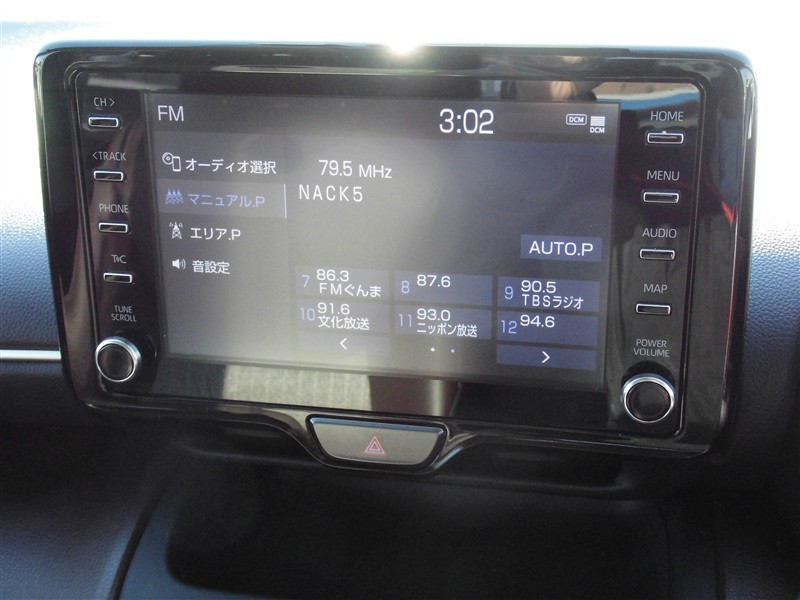 CH >
< TRACK
PHONE
T&C
TUNE
SCROLL
FM
3:02
DCM
DCM
オーディオ選択
マニュアル.P
エリア.P
音設定
79.5 MHz
NACK5
AUTO.P
7 86.3 FMぐんま
8 87.6
9 90.5 TBSラジオ
10 91.6 文化放送
11 93.0 ニッポン放送
12 94.6
<
>
HOME
MENU
AUDIO
MAP
POWER
VOLUME